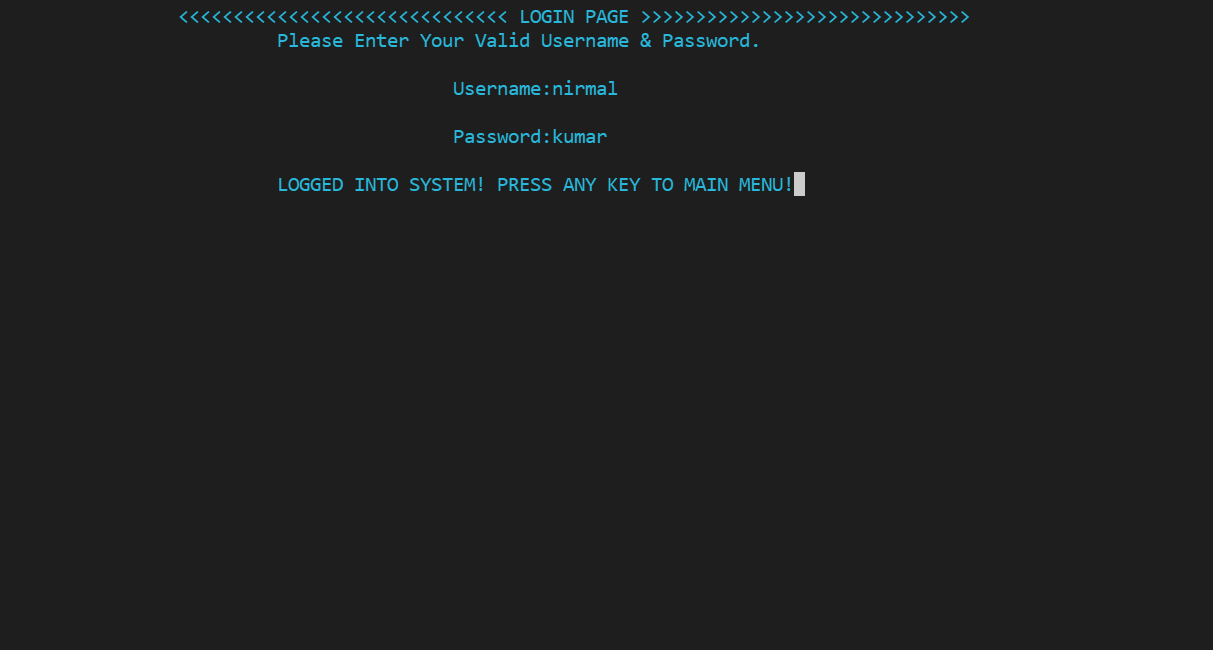 <<<<<<<<<<<<<<<<<<<<<<<<<<<<<< LOGIN PAGE >>>>>>>>>>>>>>>>>>>>>>>>>>>>>>
Please Enter Your Valid Username & Password.
Username:nirmal
Password:kumar
LOGGED INTO SYSTEM! PRESS ANY KEY TO MAIN MENU!